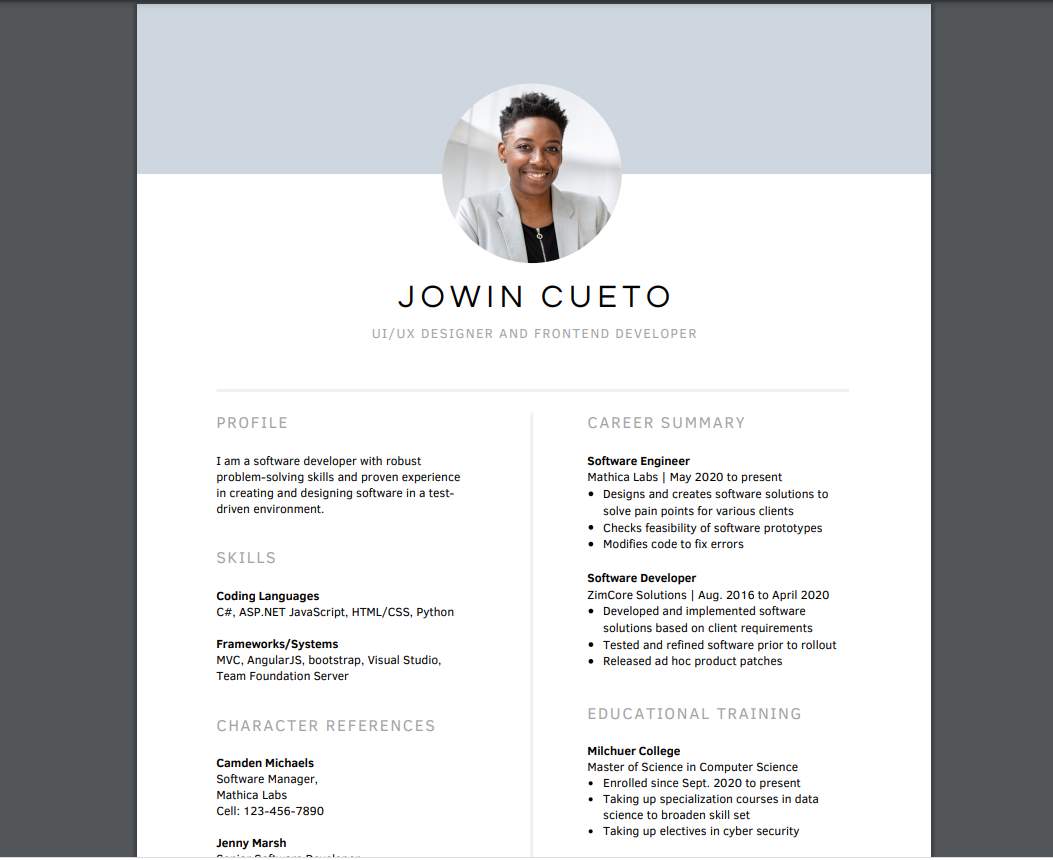 JOWIN CUETO
UI/UX DESIGNER AND FRONTEND DEVELOPER
PROFILE
I am a software developer with robust
problem-solving skills and proven experience
in creating and designing software in a test-
driven environment.
SKILLS
Coding Languages
C#, ASP.NET JavaScript, HTML/CSS, Python
Frameworks/Systems
MVC, AngularJS, bootstrap, Visual Studio,
Team Foundation Server
CHARACTER REFERENCES
Camden Michaels
Software Manager,
Mathica Labs
Cell: 123-456-7890
Jenny Marsh
CAREER SUMMARY
Software Engineer
Mathica Labs | May 2020 to present
• Designs and creates software solutions to
solve pain points for various clients
• Checks feasibility of software prototypes
• Modifies code to fix errors
Software Developer
ZimCore Solutions | Aug. 2016 to April 2020
• Developed and implemented software
solutions based on client requirements
• Tested and refined software prior to rollout
• Released ad hoc product patches
EDUCATIONAL TRAINING
Milchuer College
Master of Science in Computer Science
• Enrolled since Sept. 2020 to present
• Taking up specialization courses in data
science to broaden skill set
• Taking up electives in cyber security